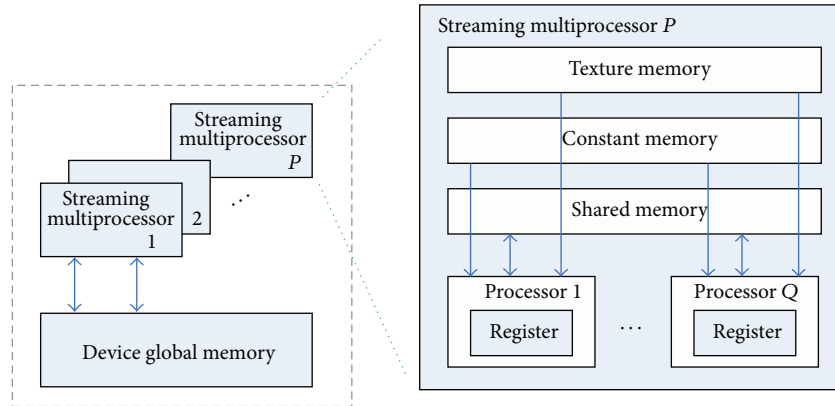 Streaming
multiprocessor
P
2
Streaming
multiprocessor
1
...
Device global memory
Streaming multiprocessor P
Texture memory
Constant memory
Shared memory
Processor 1
Register
...
Processor Q
Register